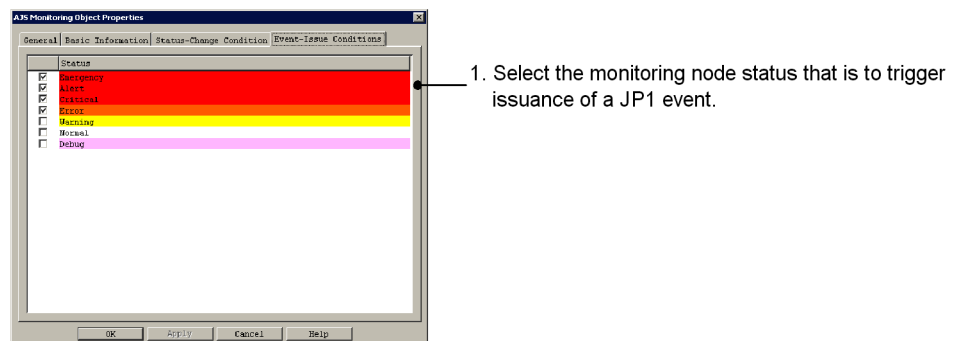 AJS Monitoring Object Properties
General Basic Information Status-Change Condition Event-Issue Conditions
Status
Emergency
Alert
Critical
Error
Warning
Normal
Debug
1. Select the monitoring node status that is to trigger
issuance of a JP1 event.
OK Apply Cancel Help